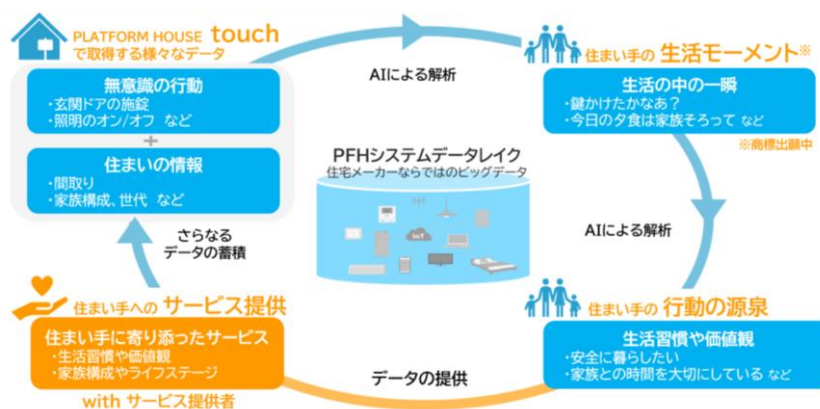 PLATFORM HOUSE touch
で取得する様々なデータ
無意識の行動
・玄関ドアの施錠
・照明のオン/オフ など
+
住まいの情報
・間取り
・家族構成、世代 など
AIによる解析
住まい手の 生活モーメント※
生活の中の一瞬
・鍵かけたかなあ？
・今日の夕食は家族そろって など
※商標出願中
PFHシステムデータレイク
住宅メーカーならではのビッグデータ
IoT
さらなる
データの蓄積
AIによる解析
住まい手への サービス提供
住まい手に寄り添ったサービス
・生活習慣や価値観
・家族構成やライフステージ
with サービス提供者
データの提供
住まい手の 行動の源泉
生活習慣や価値観
・安全に暮らしたい
・家族との時間を大切にしている など